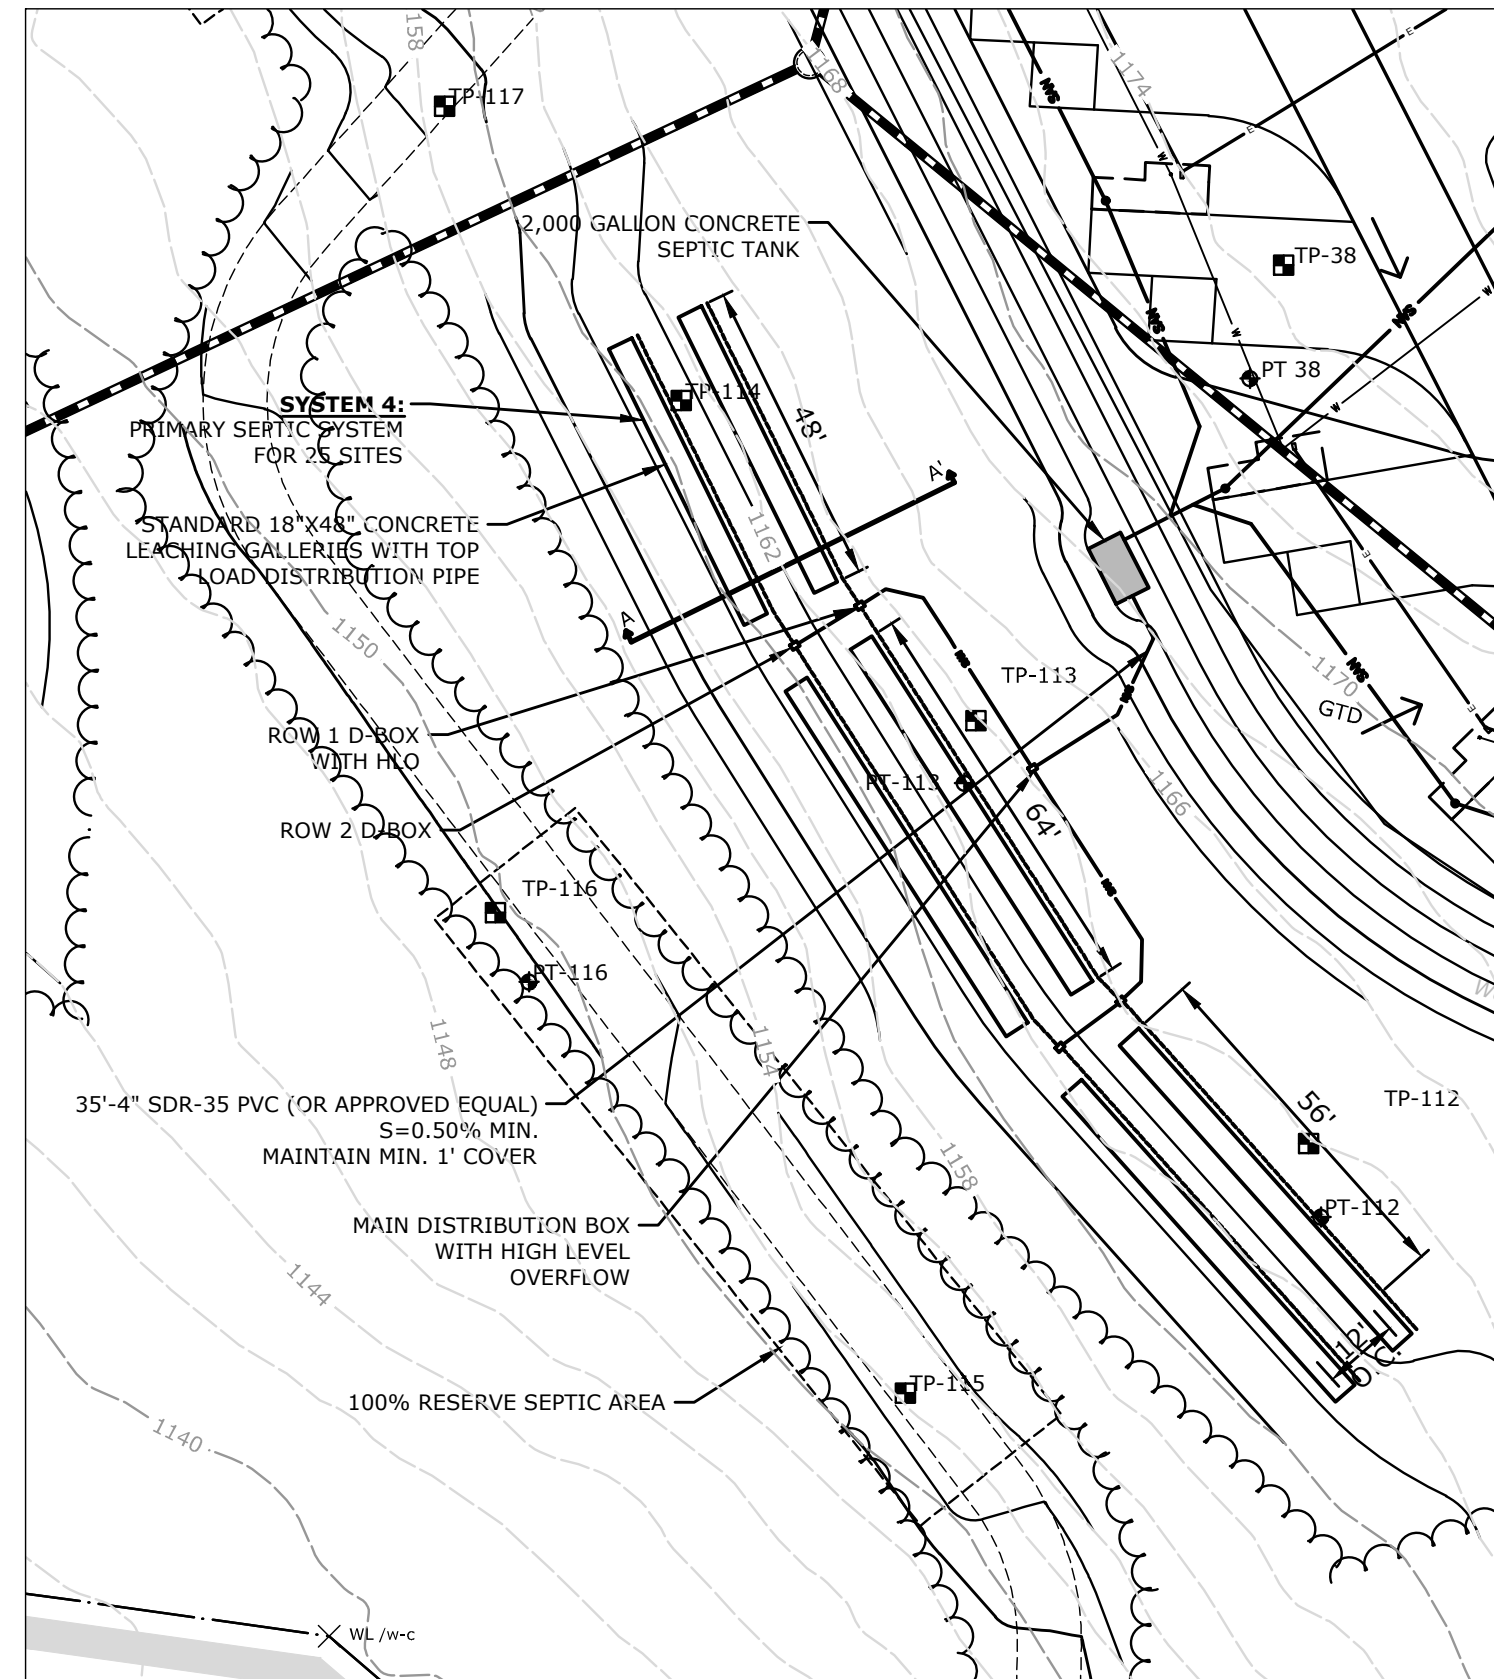 158
TP-117
1168
1174
E
E
W
2,000 GALLON CONCRETE
SEPTIC TANK
TP-38
W
W
PT 38
W
TP-114
SYSTEM 4:
PRIMARY SEPTIC SYSTEM
FOR 25 SITES
48'
A'
STANDARD 18"X48" CONCRETE
LEACHING GALLERIES WITH TOP
LOAD DISTRIBUTION PIPE
1162
E
A
1150
TP-113
1170
GTD
E
ROW 1 D-BOX
WITH HLO
PT-113
1166
64'
ROW 2 D-BOX
TP-116
PT-116
1148
1154
35'-4" SDR-35 PVC (OR APPROVED EQUAL)
S=0.50% MIN.
MAINTAIN MIN. 1' COVER
56'
TP-112
1158
PT-112
MAIN DISTRIBUTION BOX
WITH HIGH LEVEL
OVERFLOW
1144
12'
O.C.
TP-115
100% RESERVE SEPTIC AREA
1140
WL /w-c